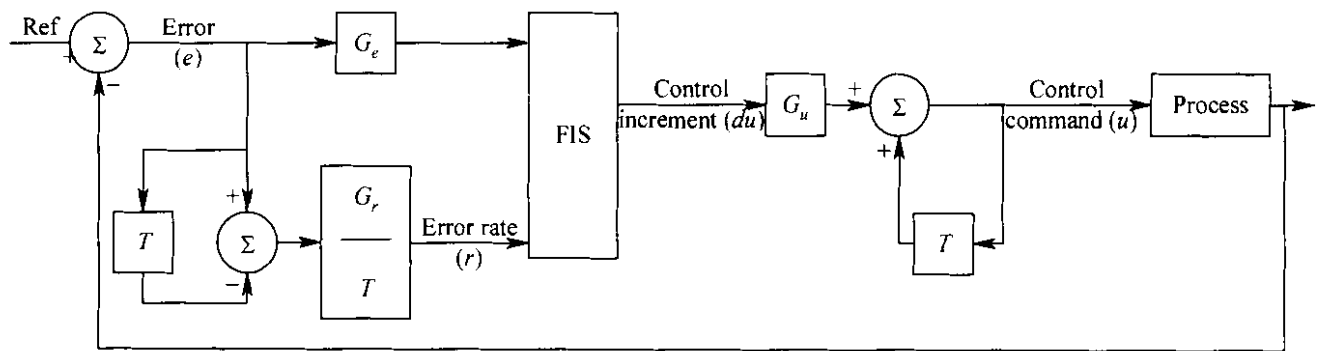 Ref
+
Σ
−
Error
(e)
G_e
T
+
Σ
−
G_r
T
Error rate
(r)
FIS
Control
increment (du)
G_u
+
Σ
+
T
Control
command (u)
Process